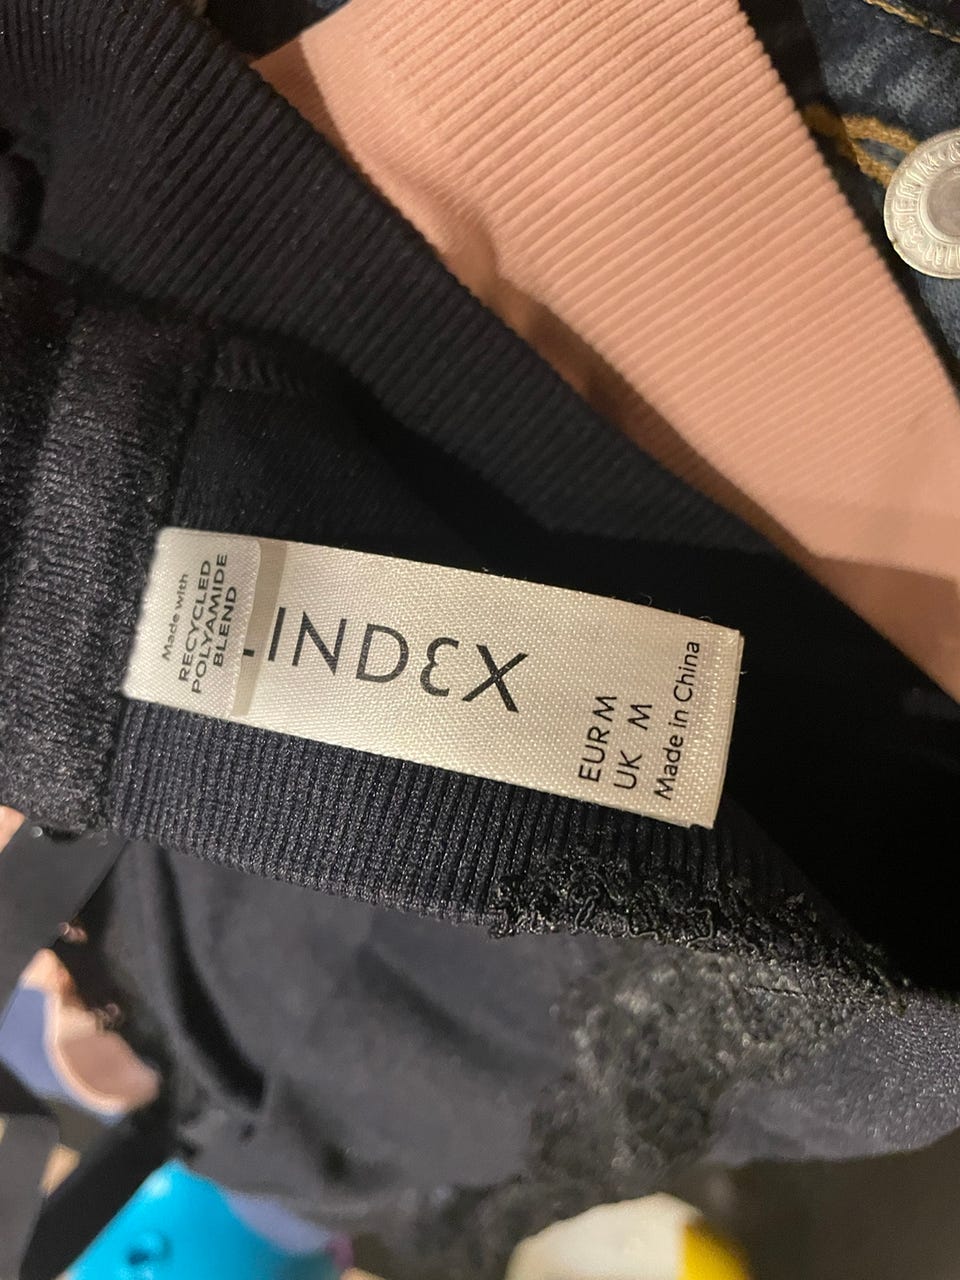 Made with
RECYCLED
POLYAMIDE
BLEND
LINDEX
EUR M
UK M
Made in China